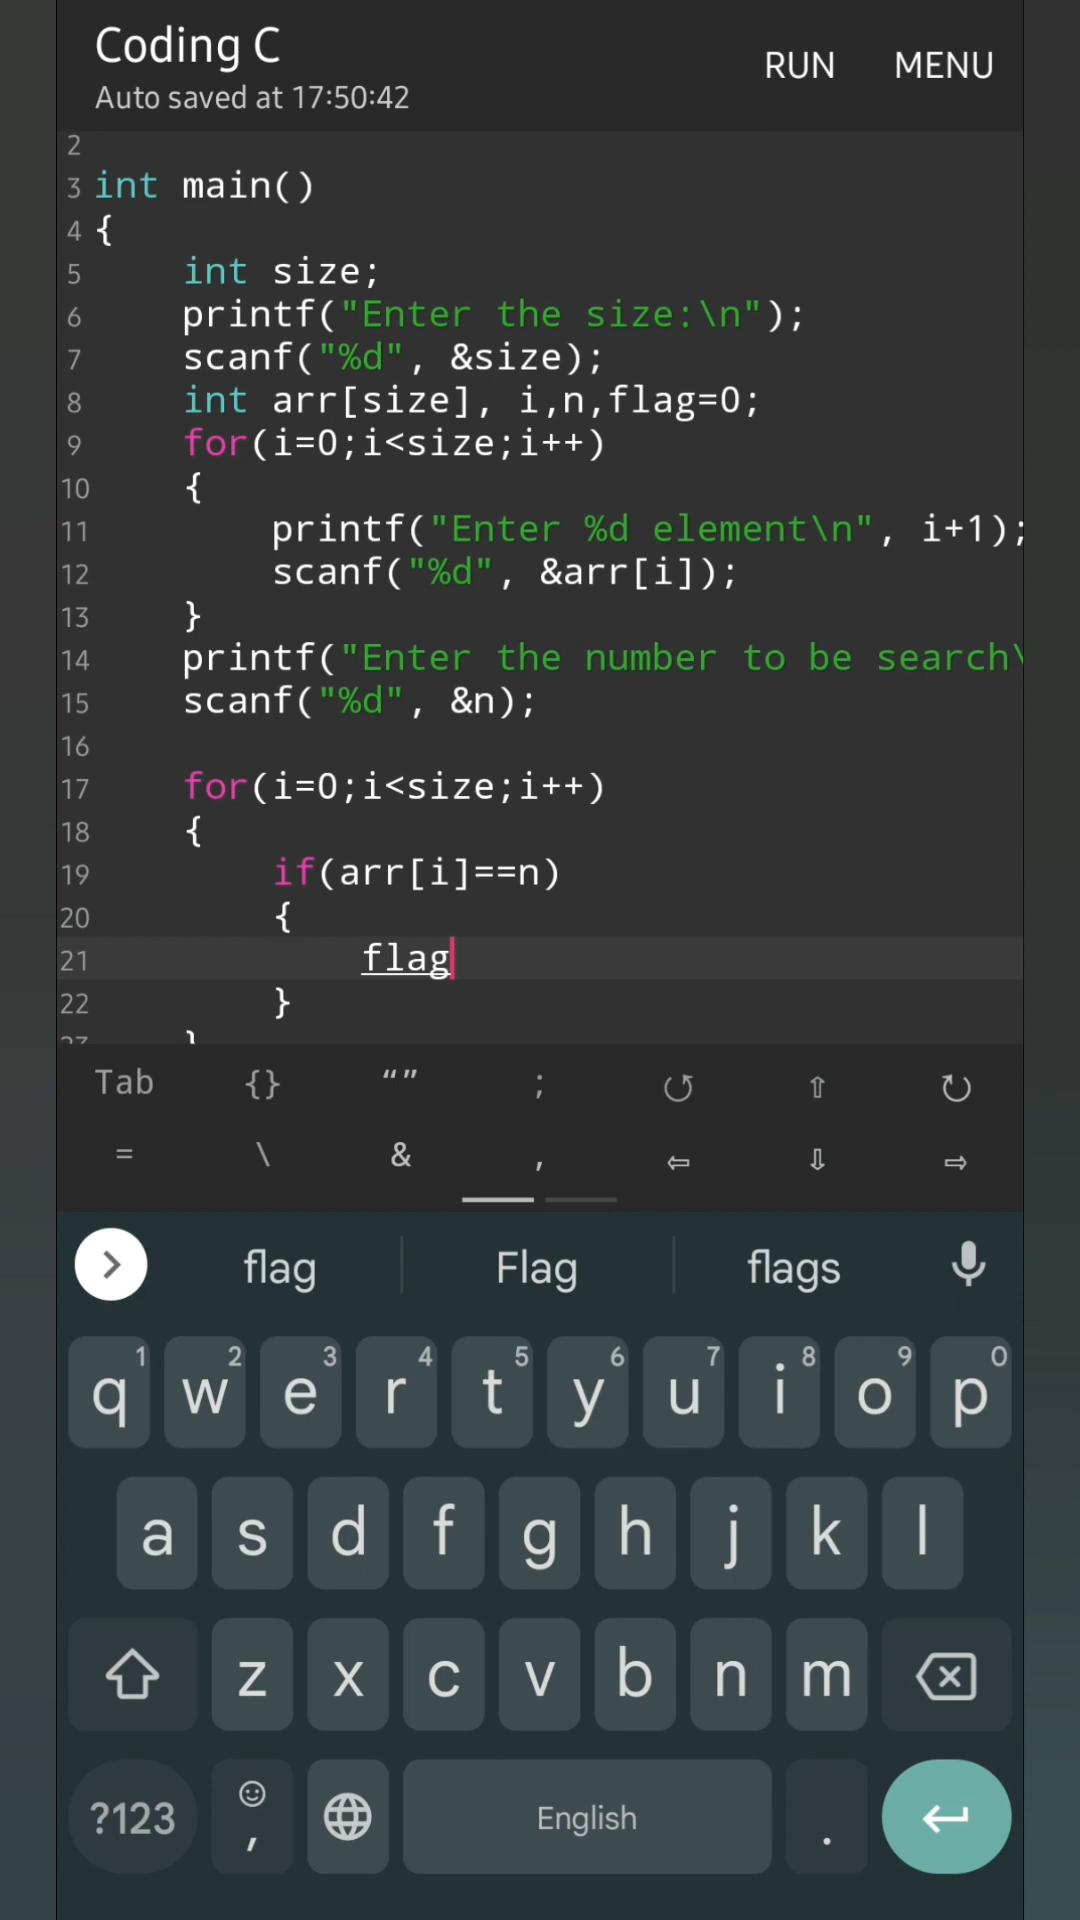 Coding C
RUN MENU
Auto saved at 17:50:42
2
3 int main()
4 {
5 int size;
6 printf("Enter the size:\n");
7 scanf("%d", &size);
8 int arr[size], i,n,flag=0;
9 for(i=0;i<size;i++)
10 {
11 printf("Enter %d element\n", i+1);
12 scanf("%d", &arr[i]);
13 }
14 printf("Enter the number to be search\
15 scanf("%d", &n);
16
17 for(i=0;i<size;i++)
18 {
19 if(arr[i]==n)
20 {
21 flag
22 }
23 }
Tab {} “” ; ↺ ⇧ ↻
= \ & , ⇦ ⇩ ⇨
flag Flag flags
1 2 3 4 5 6 7 8 9 0
q w e r t y u i o p
a s d f g h j k l
z x c v b n m
?123 , English .